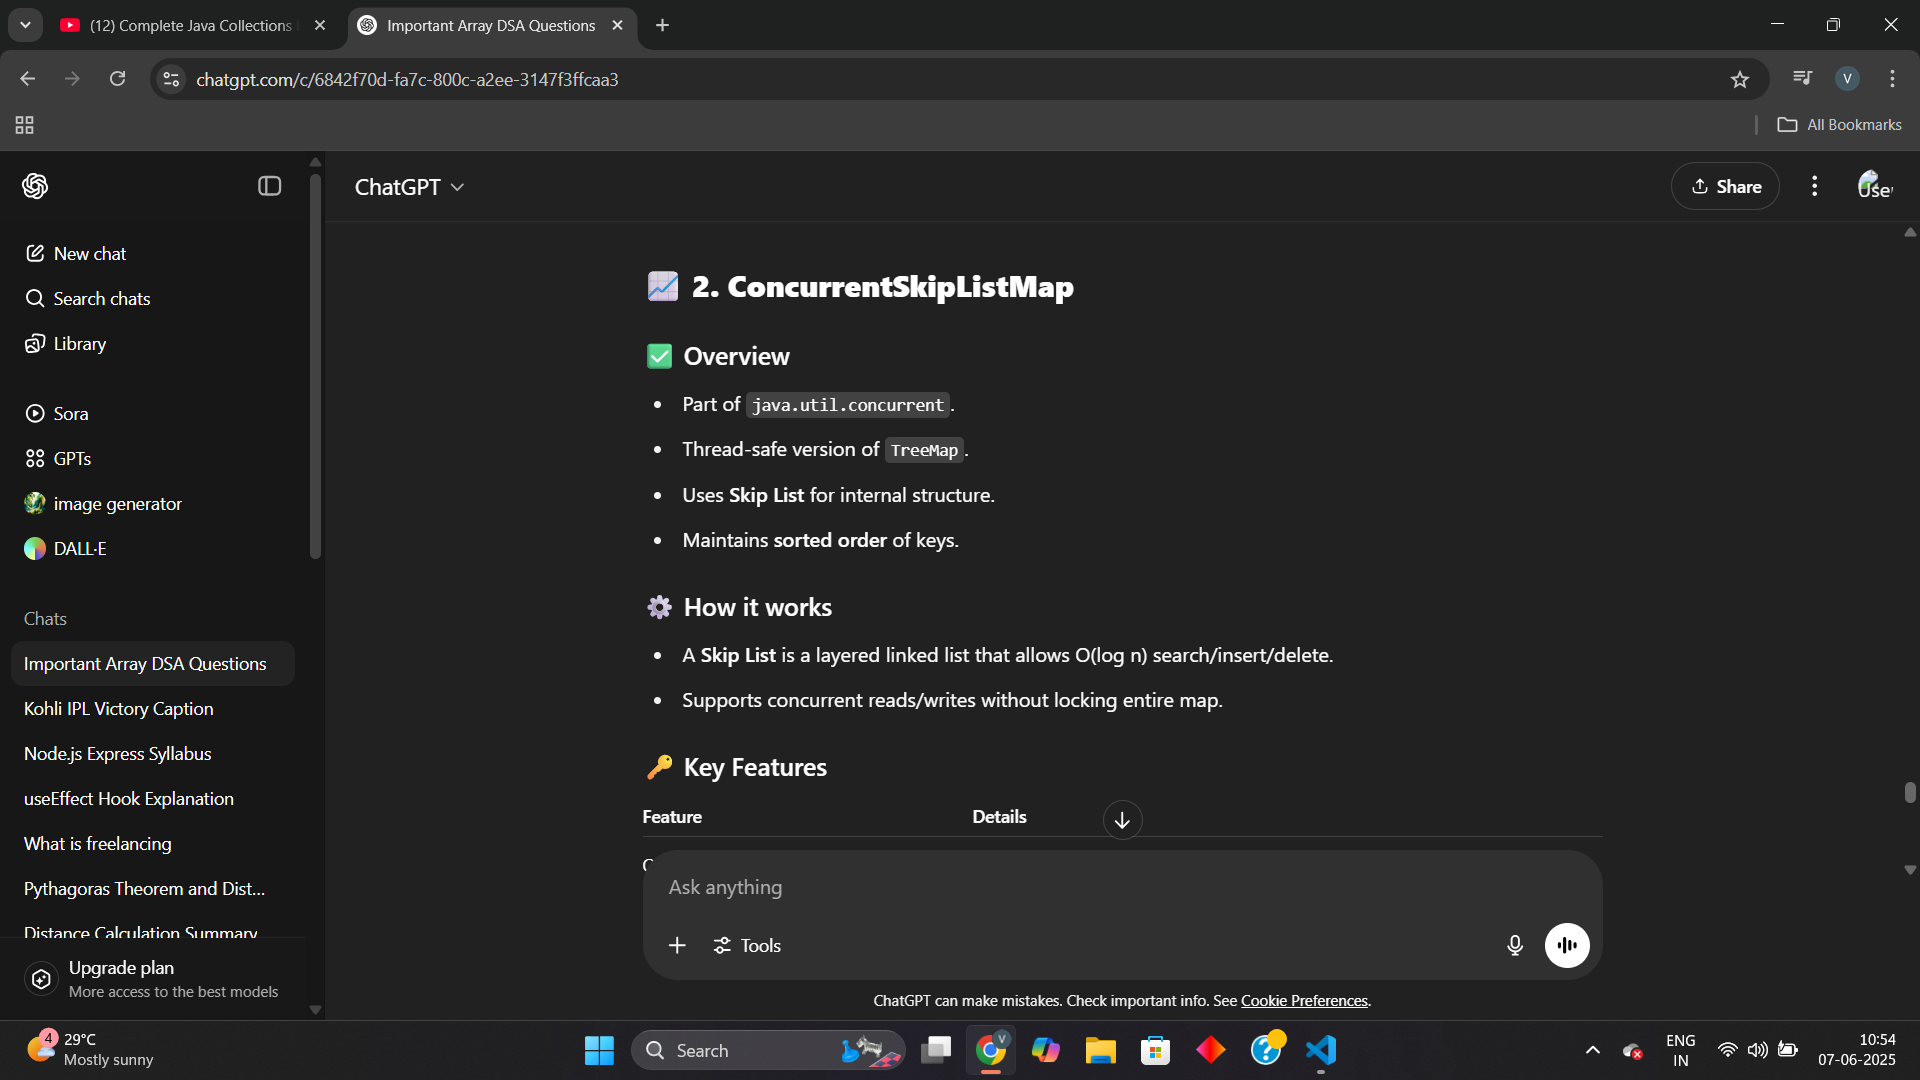 (12) Complete Java Collections
Important Array DSA Questions
chatgpt.com/c/6842f70d-fa7c-800c-a2ee-3147f3ffcaa3
V
All Bookmarks
ChatGPT
Share
Use
New chat
Search chats
Library
Sora
GPTs
image generator
DALL·E
Chats
Important Array DSA Questions
Kohli IPL Victory Caption
Node.js Express Syllabus
useEffect Hook Explanation
What is freelancing
Pythagoras Theorem and Dist...
Distance Calculation Summary
Upgrade plan
More access to the best models
2. ConcurrentSkipListMap
Overview
• Part of java.util.concurrent.
• Thread-safe version of TreeMap.
• Uses Skip List for internal structure.
• Maintains sorted order of keys.
How it works
• A Skip List is a layered linked list that allows O(log n) search/insert/delete.
• Supports concurrent reads/writes without locking entire map.
Key Features
Feature Details
Ask anything
Tools
ChatGPT can make mistakes. Check important info. See Cookie Preferences.
4
29°C
Mostly sunny
Search
V
ENG
IN
10:54
07-06-2025